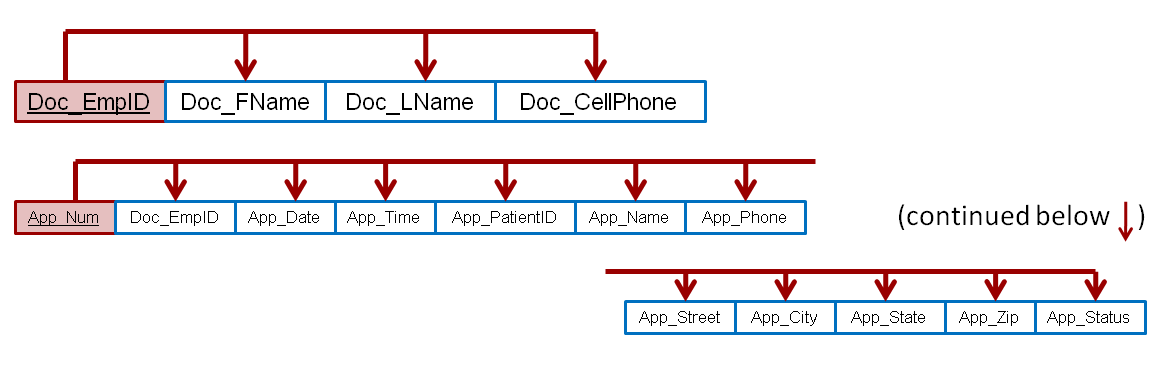 Doc_EmpID Doc_FName Doc_LName Doc_CellPhone
App_Num Doc_EmpID App_Date App_Time App_PatientID App_Name App_Phone (continued below )
App_Street App_City App_State App_Zip App_Status